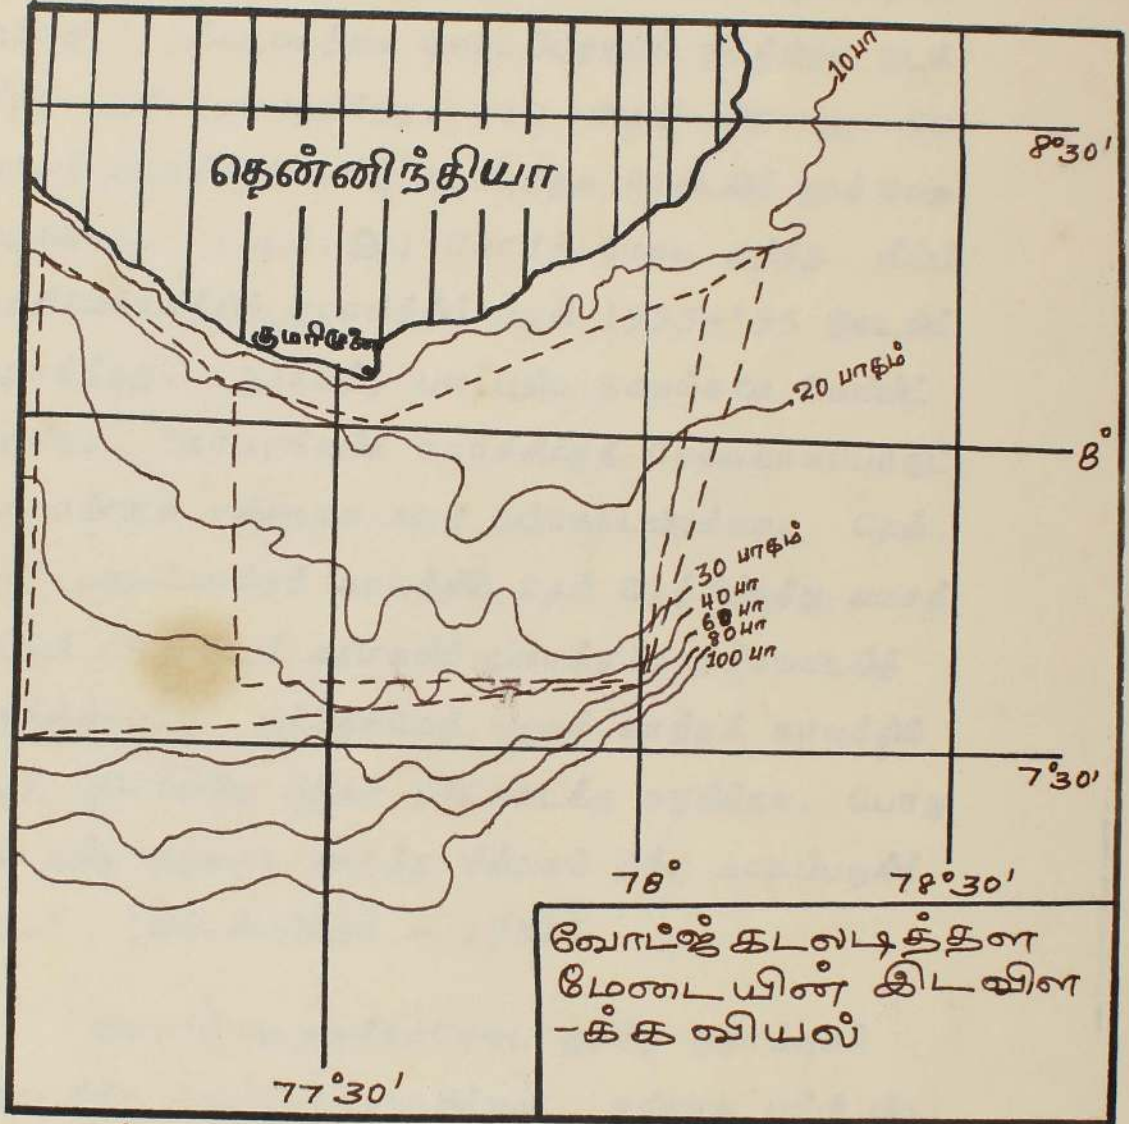 10 பா
8°30'
தென்னிந்தியா
குமரிமுனை
20 பாதம்
8°
30 பாதம்
40 பா
60 பா
80 பா
100 பா
7°30'
78°
78°30'
வோட்ஜ் கடலடித்தள
மேடையின் இடவிள
-க்க வியல்
77°30'